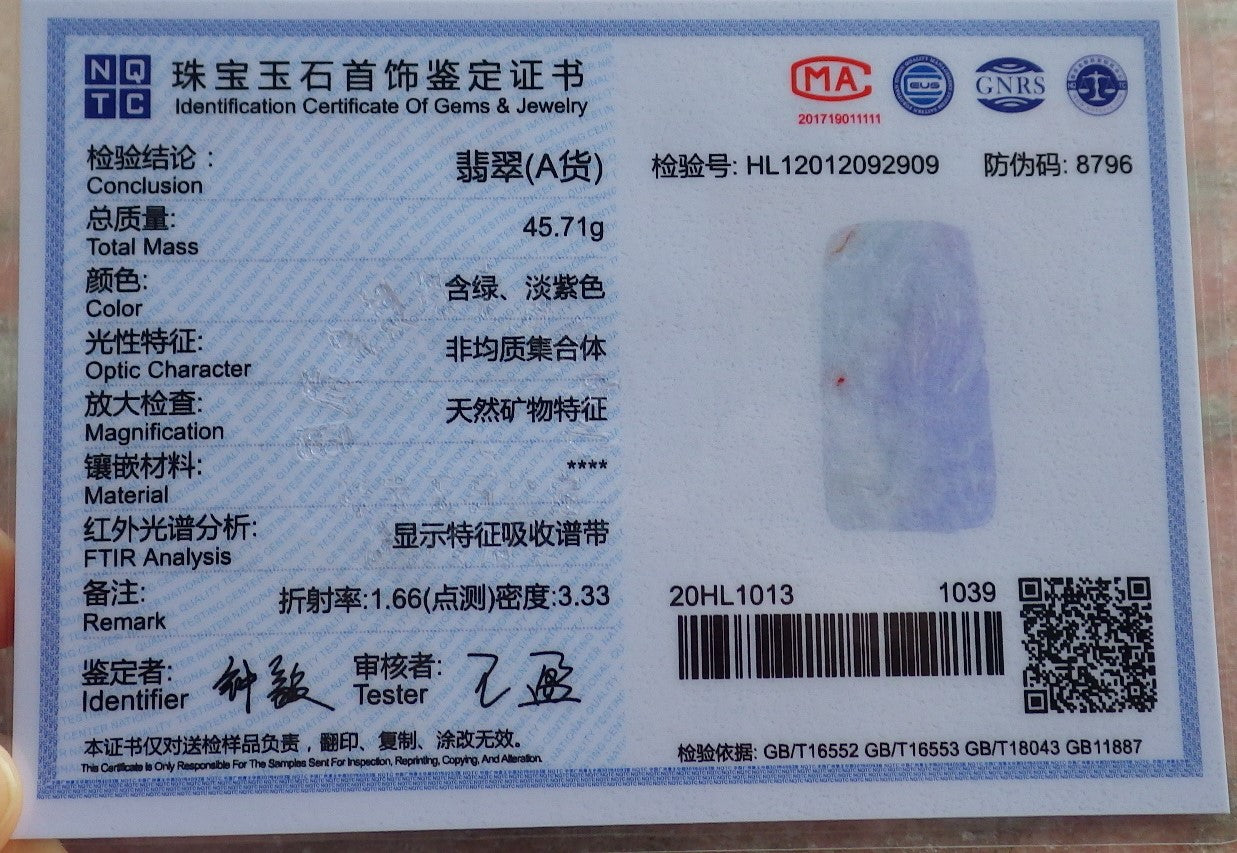 NQ
TC
珠宝玉石首饰鉴定证书
Identification Certificate Of Gems & Jewelry
MA
201719011111
GNRS
检验结论：
Conclusion
翡翠(A货)
总质量:
Total Mass
45.71g
颜色:
Color
含绿、淡紫色
光性特征:
Optic Character
非均质集合体
放大检查:
Magnification
天然矿物特征
镶嵌材料:
Material
****
红外光谱分析:
FTIR Analysis
显示特征吸收谱带
备注:
Remark
折射率:1.66(点测)密度:3.33
鉴定者:
Identifier
审核者:
Tester
本证书仅对送检样品负责，翻印、复制、涂改无效。
This Certificate Is Only Responsible For The Samples Sent For Inspection, Reprinting, Copying, And Alteration.
检验号: HL12012092909 防伪码: 8796
20HL1013 1039
检验依据: GB/T16552 GB/T16553 GB/T18043 GB11887